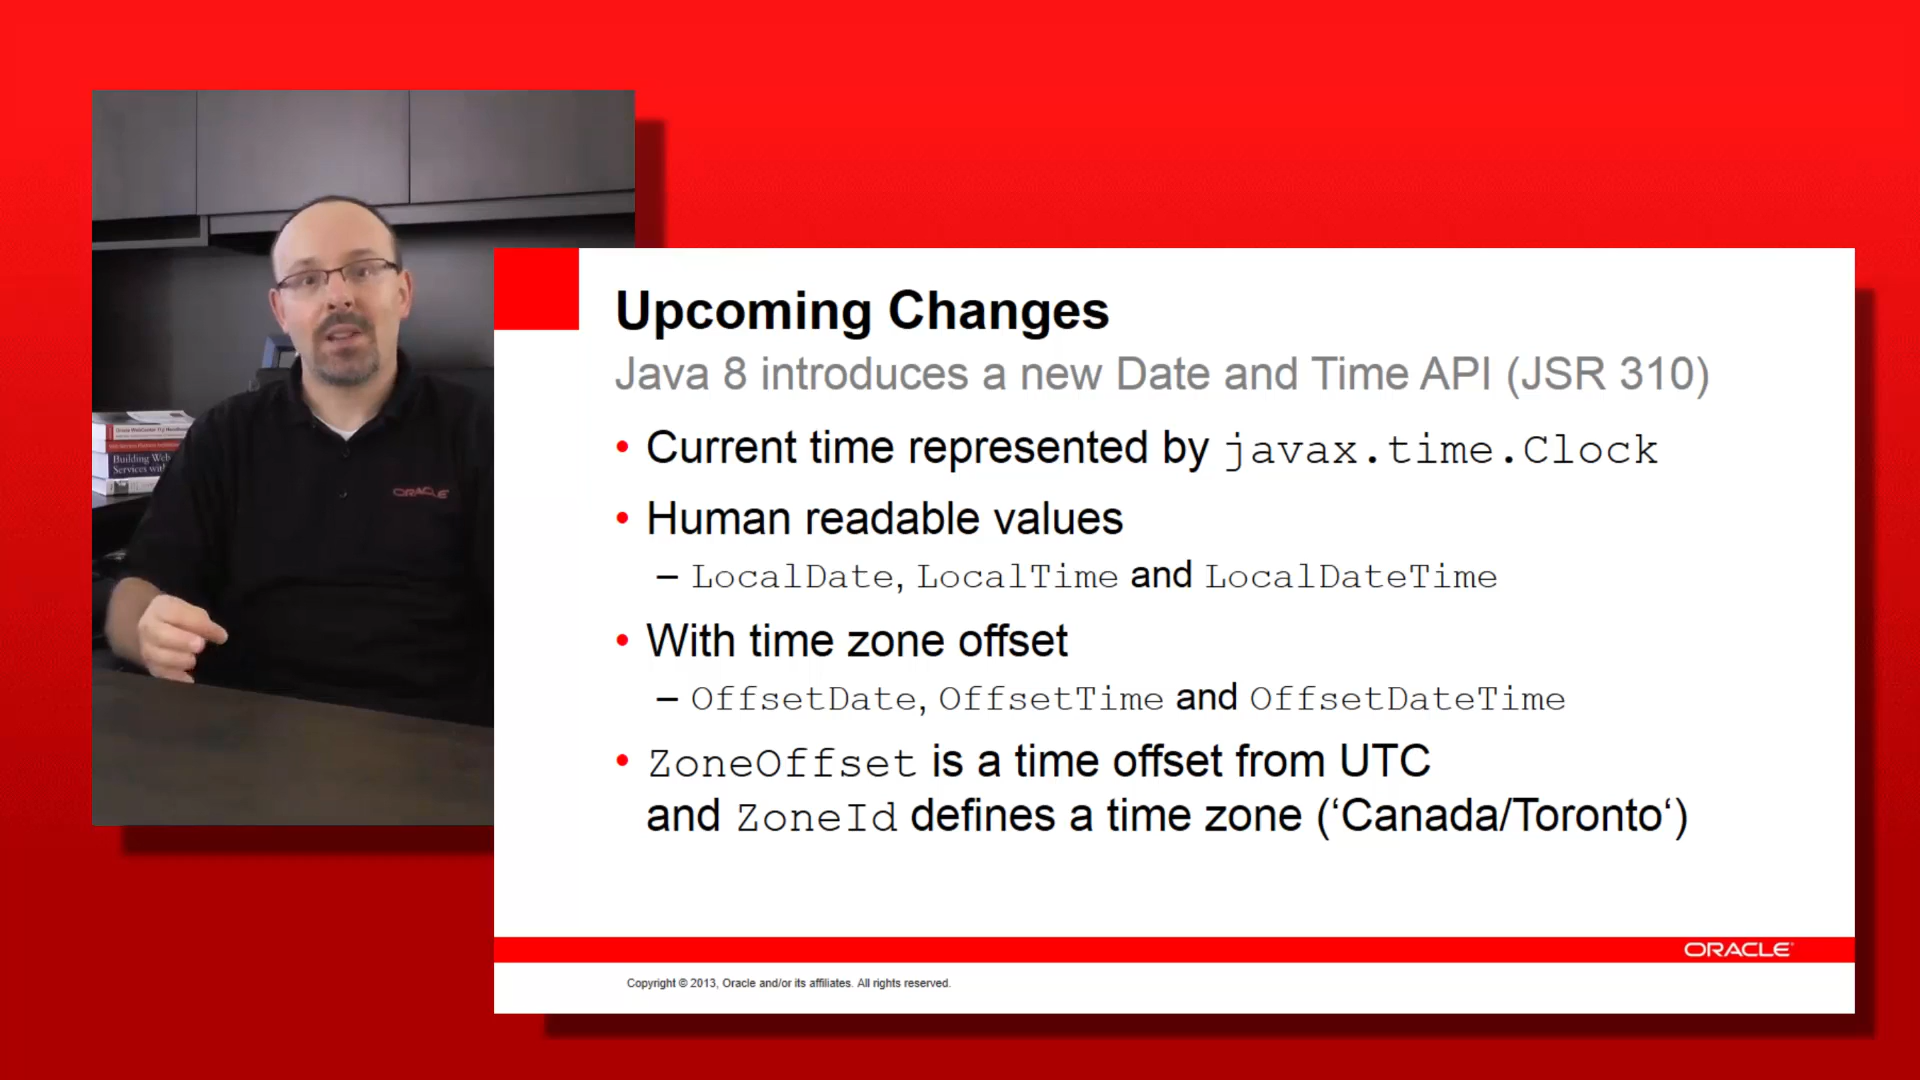 Upcoming Changes
Java 8 introduces a new Date and Time API (JSR 310)
• Current time represented by javax.time.Clock
• Human readable values
– LocalDate, LocalTime and LocalDateTime
• With time zone offset
– OffsetDate, OffsetTime and OffsetDateTime
• ZoneOffset is a time offset from UTC
and ZoneId defines a time zone (‘Canada/Toronto‘)
ORACLE
Copyright © 2013, Oracle and/or its affiliates. All rights reserved.
ORACLE
Building Web
Services with